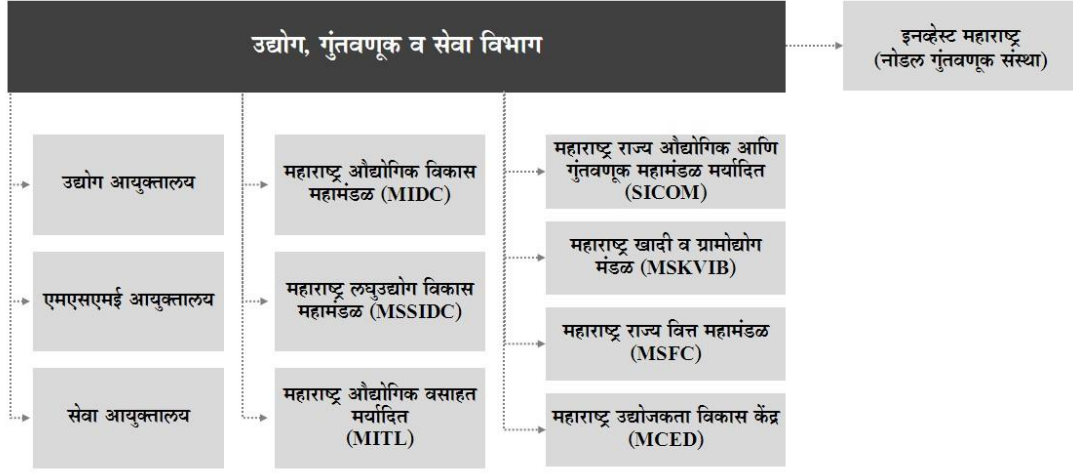 उद्योग, गुंतवणूक व सेवा विभाग
इनव्हेस्ट महाराष्ट्र
(नोडल गुंतवणूक संस्था)
उद्योग आयुक्तालय
एमएसएमई आयुक्तालय
सेवा आयुक्तालय
महाराष्ट्र औद्योगिक विकास
महामंडळ (MIDC)
महाराष्ट्र लघुउद्योग विकास
महामंडळ (MSSIDC)
महाराष्ट्र औद्योगिक वसाहत
मर्यादित
(MITL)
महाराष्ट्र राज्य औद्योगिक आणि
गुंतवणूक महामंडळ मर्यादित
(SICOM)
महाराष्ट्र खादी व ग्रामोद्योग
मंडळ (MSKVIB)
महाराष्ट्र राज्य वित्त महामंडळ
(MSFC)
महाराष्ट्र उद्योजकता विकास केंद्र
(MCED)